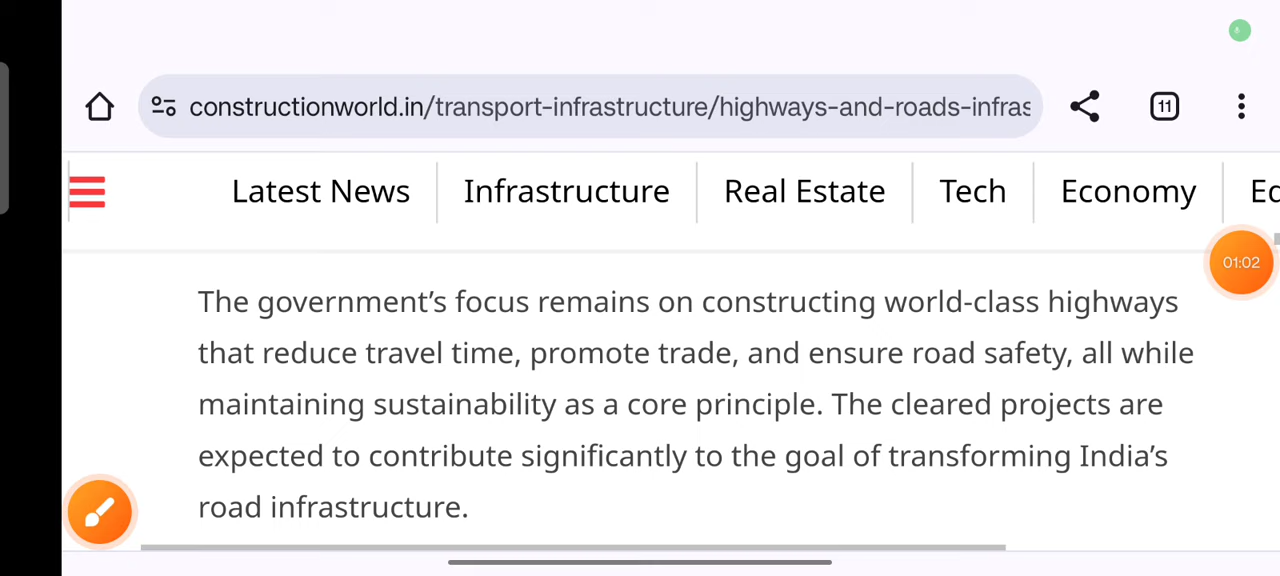 constructionworld.in/transport-infrastructure/highways-and-roads-infras
11
Latest News Infrastructure Real Estate Tech Economy Ed
01:02
The government’s focus remains on constructing world-class highways
that reduce travel time, promote trade, and ensure road safety, all while
maintaining sustainability as a core principle. The cleared projects are
expected to contribute significantly to the goal of transforming India’s
road infrastructure.